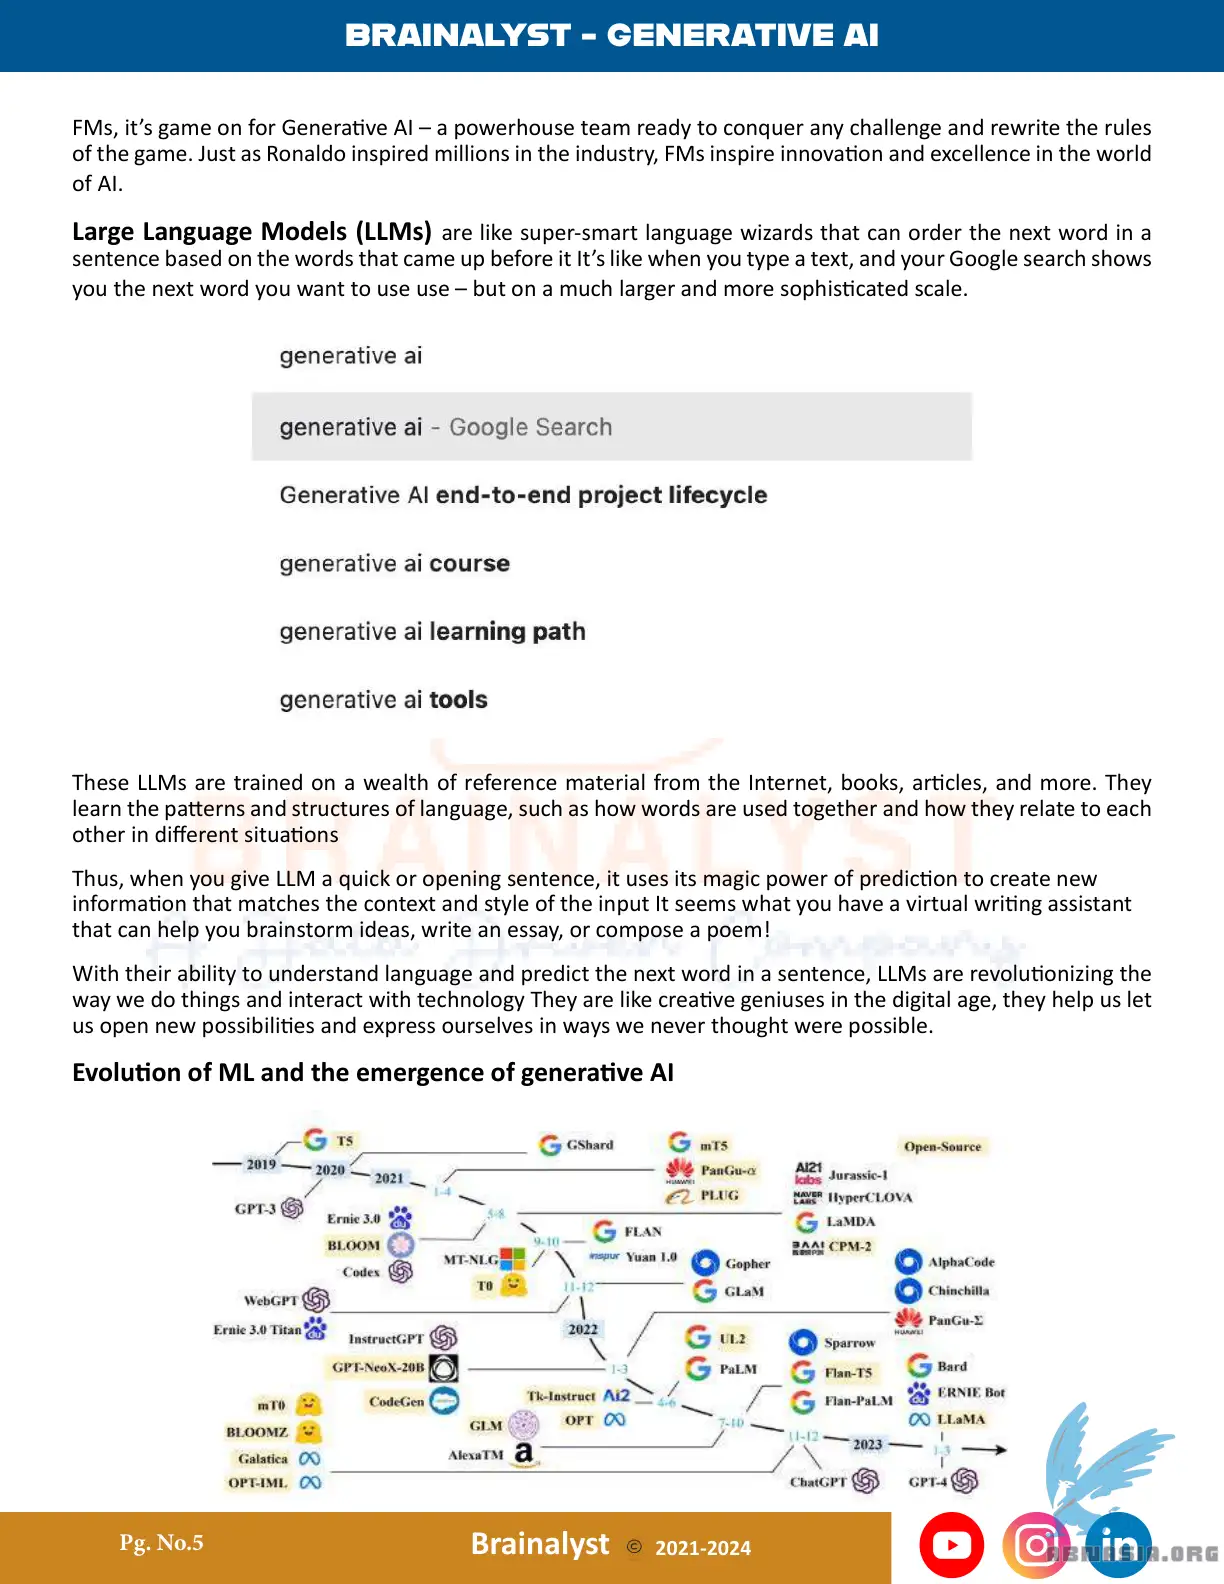 BRAINALYST - GENERATIVE AI
FMs, it’s game on for Generative AI – a powerhouse team ready to conquer any challenge and rewrite the rules
of the game. Just as Ronaldo inspired millions in the industry, FMs inspire innovation and excellence in the world
of AI.
Large Language Models (LLMs) are like super-smart language wizards that can order the next word in a
sentence based on the words that came up before it It’s like when you type a text, and your Google search shows
you the next word you want to use use – but on a much larger and more sophisticated scale.
generative ai
generative ai - Google Search
Generative AI end-to-end project lifecycle
generative ai course
generative ai learning path
generative ai tools
BRAINALYST
A Data Driven Company
These LLMs are trained on a wealth of reference material from the Internet, books, articles, and more. They
learn the patterns and structures of language, such as how words are used together and how they relate to each
other in different situations
Thus, when you give LLM a quick or opening sentence, it uses its magic power of prediction to create new
information that matches the context and style of the input It seems what you have a virtual writing assistant
that can help you brainstorm ideas, write an essay, or compose a poem!
With their ability to understand language and predict the next word in a sentence, LLMs are revolutionizing the
way we do things and interact with technology They are like creative geniuses in the digital age, they help us let
us open new possibilities and express ourselves in ways we never thought were possible.
Evolution of ML and the emergence of generative AI
T5
GShard
mT5
Open-Source
2019
2020
2021
HUAWEI PanGu-α
AI21 labs Jurassic-1
1-4
PLUG
NAVER LABS HyperCLOVA
GPT-3
Ernie 3.0
5-8
LaMDA
BLOOM
9-10
FLAN
BAAI CPM-2
MT-NLG
inspur Yuan 1.0
Gopher
AlphaCode
Codex
T0
11-12
GLaM
Chinchilla
WebGPT
HUAWEI PanGu-Σ
Ernie 3.0 Titan
InstructGPT
2022
UL2
Sparrow
GPT-NeoX-20B
1-3
PaLM
Flan-T5
Bard
mT0
CodeGen
Tk-Instruct Ai2
4-6
Flan-PaLM
ERNIE Bot
BLOOMZ
GLM
OPT
7-10
LLaMA
Galatica
AlexaTM
11-12
2023
1-3
OPT-IML
ChatGPT
GPT-4
Pg. No.5
Brainalyst © 2021-2024
in